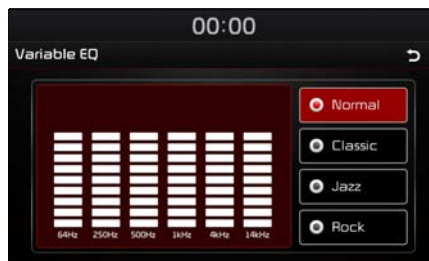 00:00
Variable EQ
Normal
Classic
Jazz
Rock
64Hz 250Hz 500Hz 1kHz 4kHz 14kHz